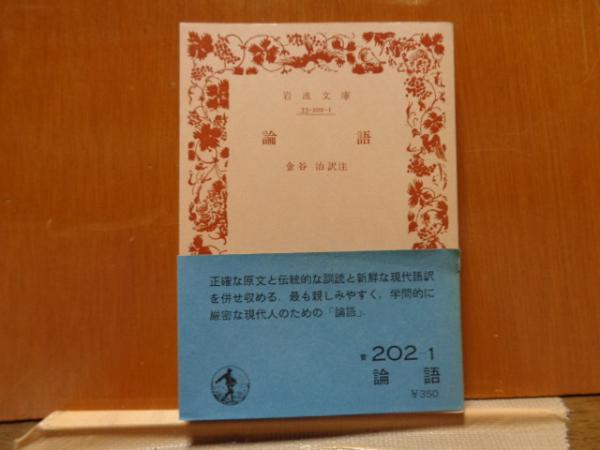 岩波文庫
33-202-1
論語
金谷 治訳注
正確な原文と伝統的な訓読と新鮮な現代語訳
を併せ収める．最も親しみやすく，学問的に
厳密な現代人のための「論語」．
青 202-1
論語
￥350